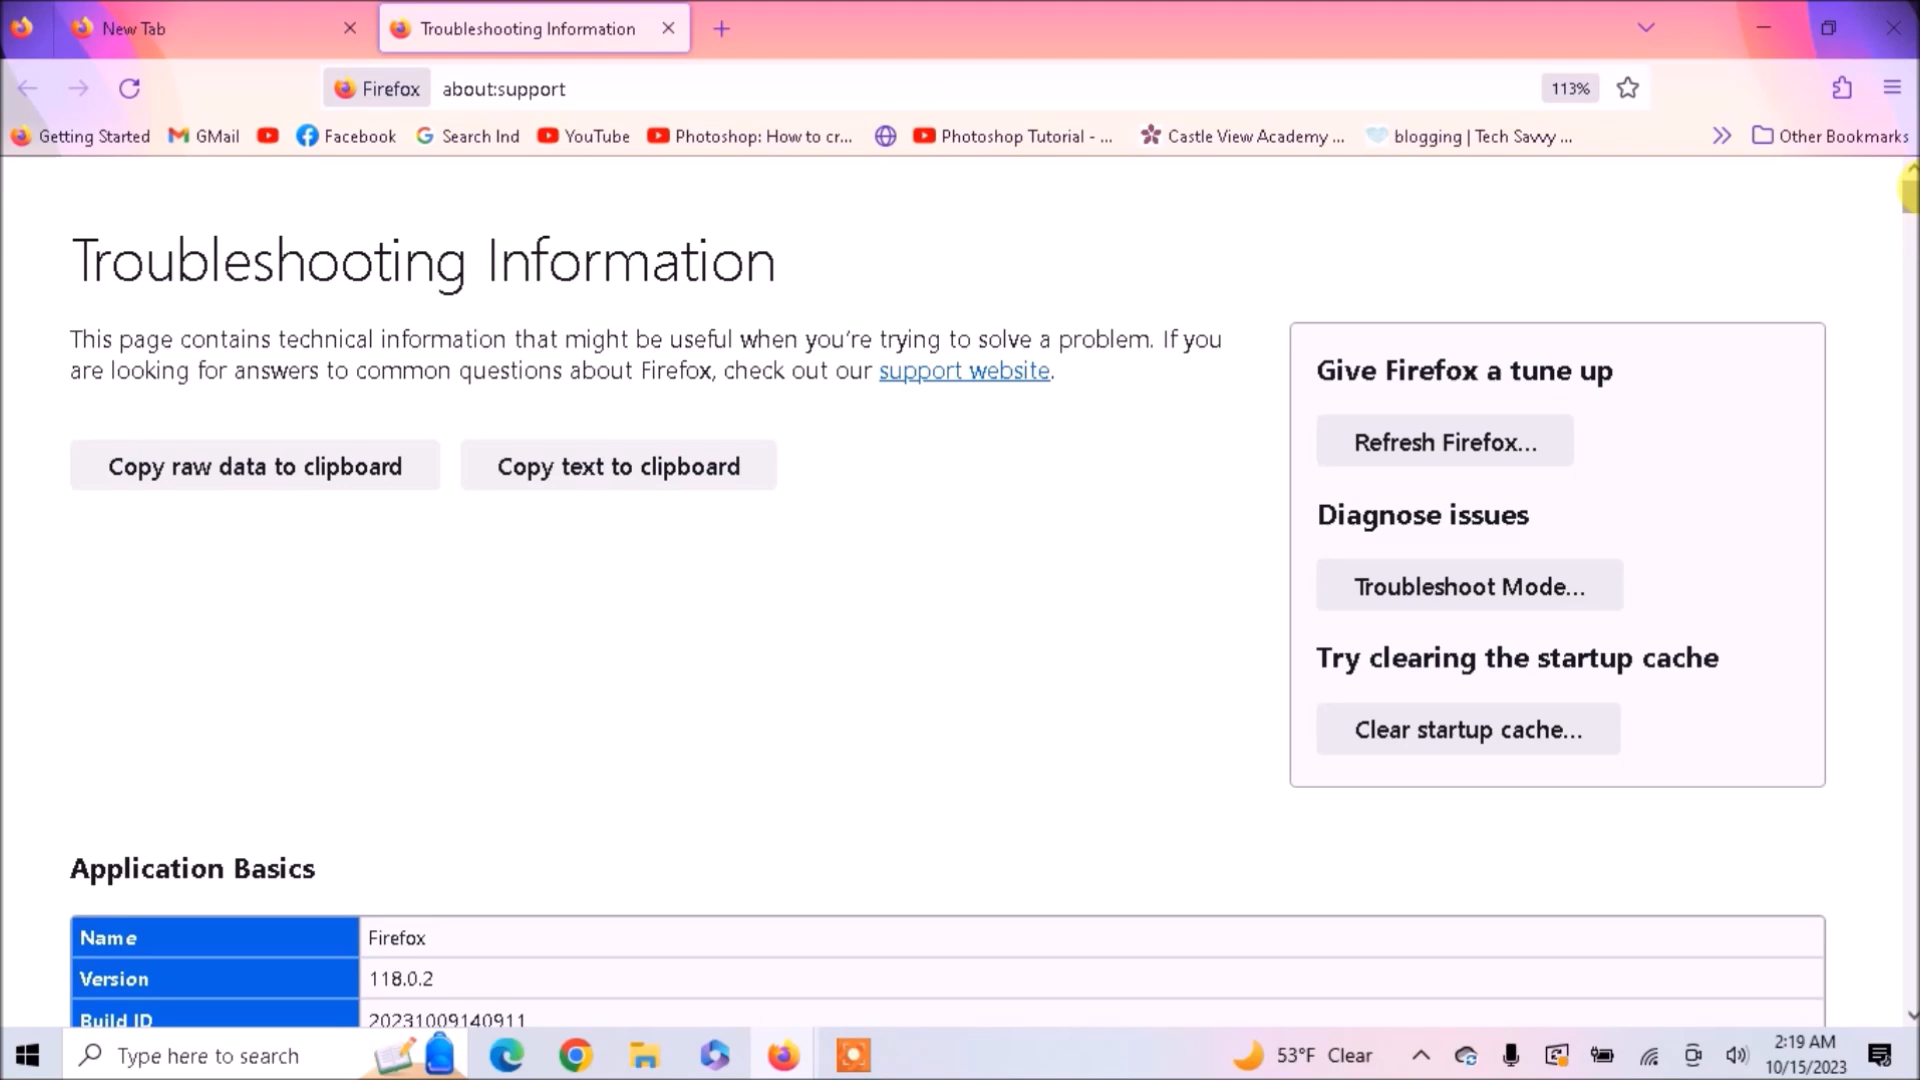 New Tab
Troubleshooting Information
Firefox
about:support
113%
Getting Started
GMail
Facebook
Search Ind
YouTube
Photoshop: How to cr...
Photoshop Tutorial - ...
Castle View Academy ...
blogging | Tech Savvy ...
Other Bookmarks
Troubleshooting Information
This page contains technical information that might be useful when you’re trying to solve a problem. If you
are looking for answers to common questions about Firefox, check out our support website.
Copy raw data to clipboard
Copy text to clipboard
Give Firefox a tune up
Refresh Firefox...
Diagnose issues
Troubleshoot Mode...
Try clearing the startup cache
Clear startup cache...
Application Basics
Name Firefox
Version 118.0.2
Build ID 20231009140911
Type here to search
53°F Clear
2:19 AM
10/15/2023